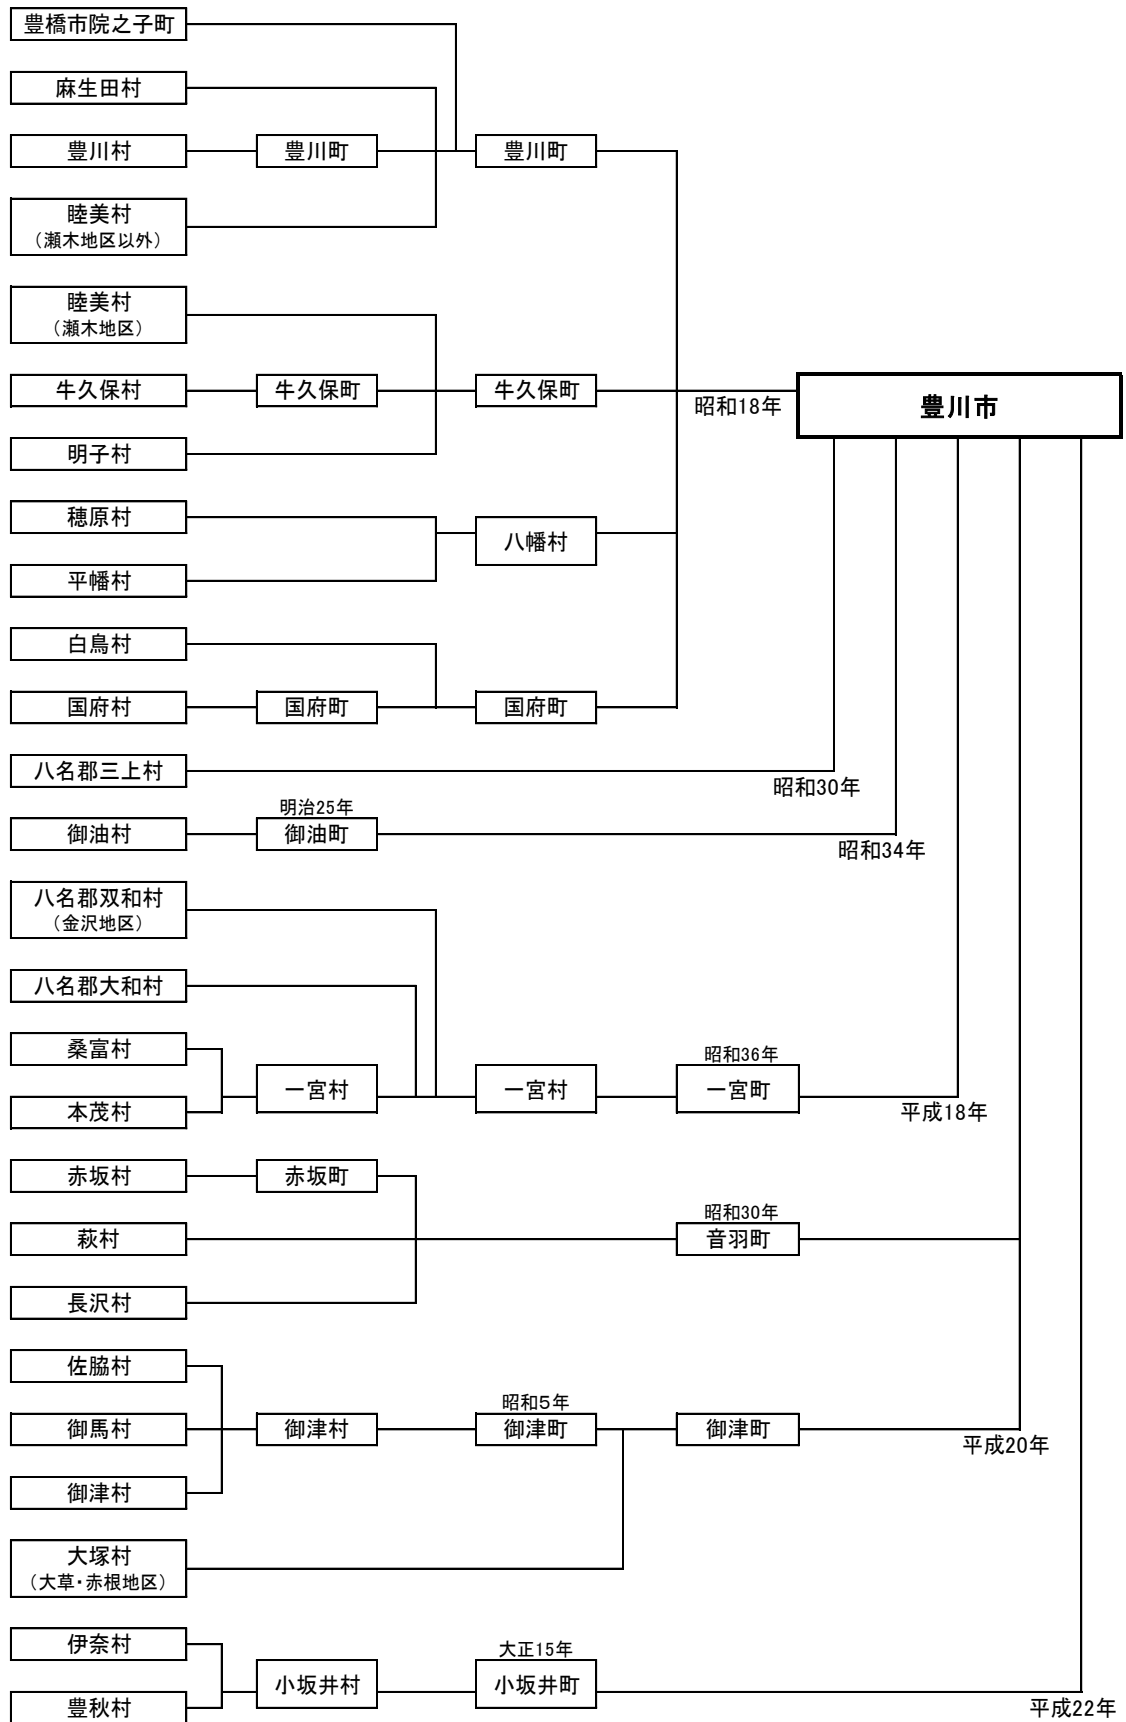 豊橋市院之子町
麻生田村
豊川村
豊川町
豊川町
睦美村
（瀬木地区以外）
睦美村
（瀬木地区）
牛久保村
牛久保町
牛久保町
昭和18年
豊川市
明子村
穂原村
八幡村
平幡村
白鳥村
国府村
国府町
国府町
八名郡三上村
昭和30年
明治25年
御油村
御油町
昭和34年
八名郡双和村
（金沢地区）
八名郡大和村
桑富村
昭和36年
一宮村
一宮村
一宮町
本茂村
平成18年
赤坂村
赤坂町
昭和30年
萩村
音羽町
長沢村
佐脇村
昭和5年
御馬村
御津村
御津町
御津町
平成20年
御津村
大塚村
（大草・赤根地区）
伊奈村
大正15年
小坂井村
小坂井町
豊秋村
平成22年